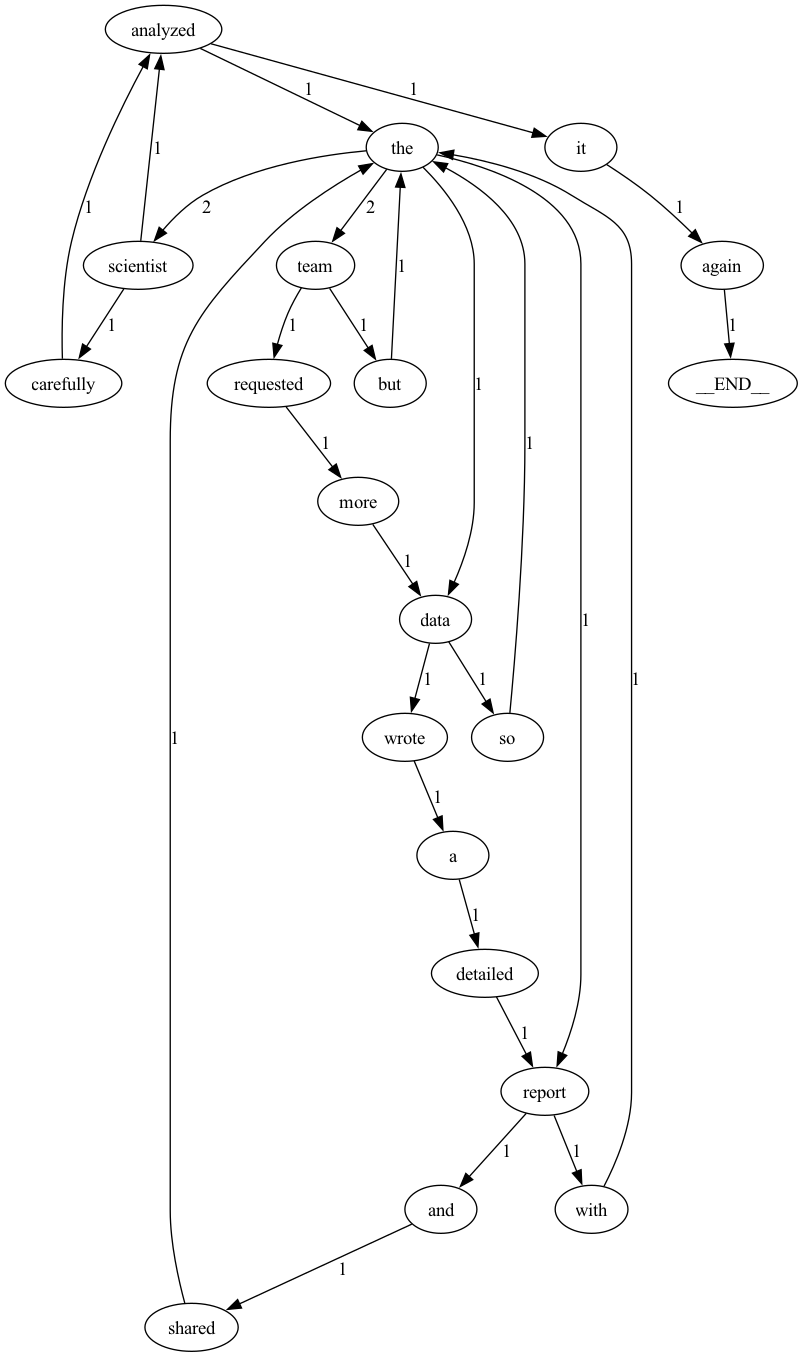 analyzed
1
1
the
it
1
1
2
2
1
scientist
team
again
1
1
1
1
1
carefully
requested
but
1
__END__
1
1
more
1
data
1
1
1
1
wrote
so
1
1
a
1
detailed
1
report
1
1
and
with
1
shared